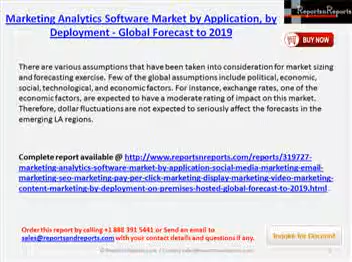 ReportsnReports
Marketing Analytics Software Market by Application, by
Deployment - Global Forecast to 2019
BUY NOW
There are various assumptions that have been taken into consideration for market sizing
and forecasting exercise. Few of the global assumptions include political, economic,
social, technological, and economic factors. For instance, exchange rates, one of the
economic factors, are expected to have a moderate rating of impact on this market.
Therefore, dollar fluctuations are not expected to seriously affect the forecasts in the
emerging LA regions.
Complete report available @ http://www.reportsnreports.com/reports/319727-
marketing-analytics-software-market-by-application-social-media-marketing-email-
marketing-seo-marketing-pay-per-click-marketing-display-marketing-video-marketing-
content-marketing-by-deployment-on-premises-hosted-global-forecast-to-2019.html.
Order this report by calling +1 888 391 5441 or Send an email to
sales@reportsandreports.com with your contact details and questions if any.
Inquire for Discount